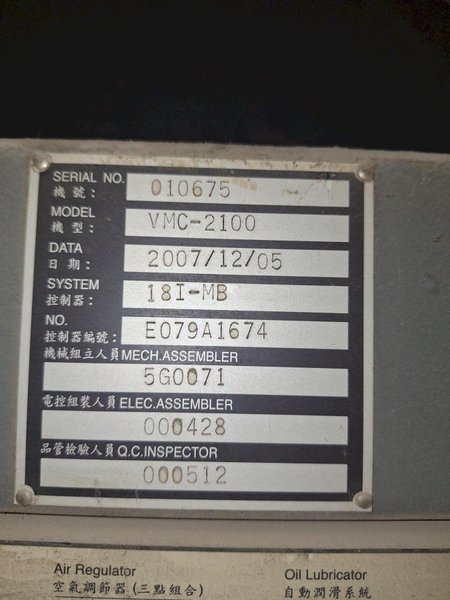 SERIAL NO.
機號: 010675
MODEL
機型: VMC-2100
DATA
日期: 2007/12/05
SYSTEM
控制器: 18I-MB
NO.
控制器編號: E079A1674
機械組立人員 MECH.ASSEMBLER
5G0071
電控組裝人員 ELEC.ASSEMBLER
000428
品管檢驗人員 Q.C.INSPECTOR
000512
Air Regulator
空氣調節器 (三點組合)
Oil Lubricator
自動潤滑系統